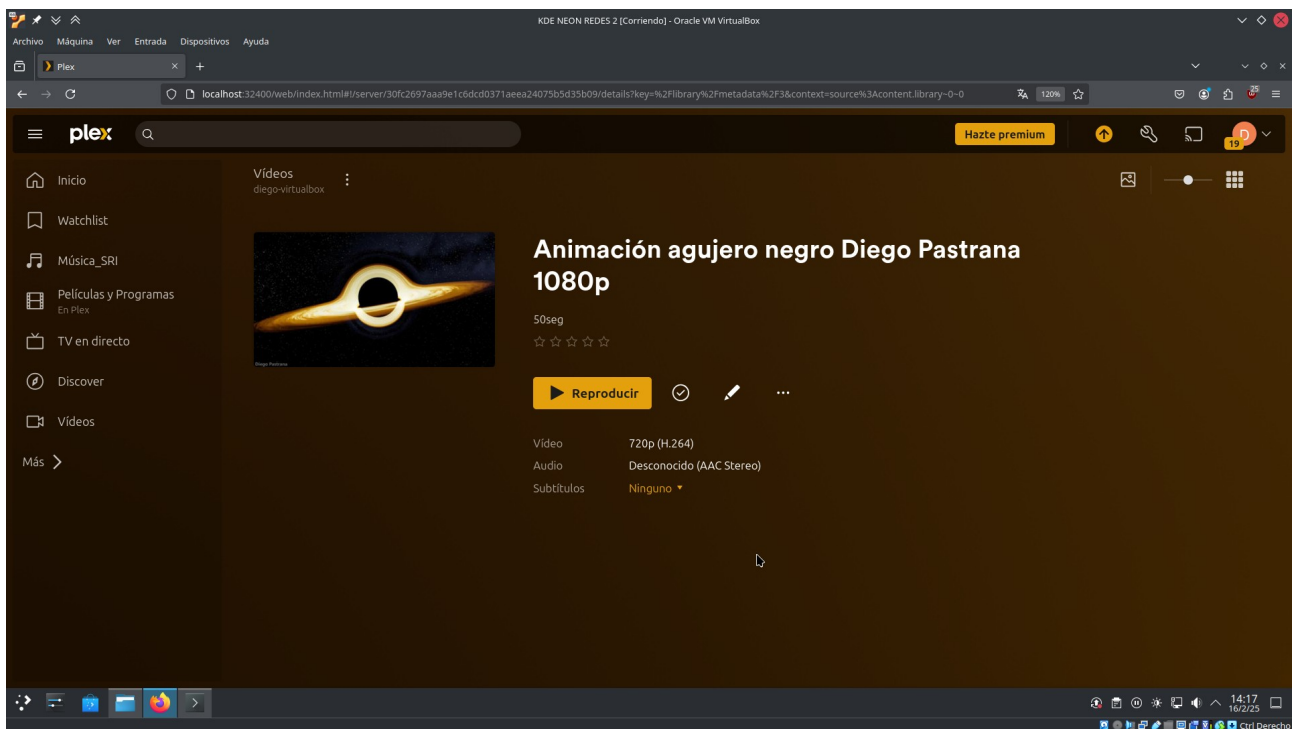 KDE NEON REDES 2 [Corriendo] - Oracle VM VirtualBox
Archivo Máquina Ver Entrada Dispositivos Ayuda
Plex
localhost:32400/web/index.html#!/server/30fc2697aaa9e1c6dcd0371aeea24075b5d35b09/details?key=%2Flibrary%2Fmetadata%2F3&context=source%3Acontent.library~0~0 120% 25
plex Hazte premium D 19
Inicio
Watchlist
Música_SRI
Películas y Programas
En Plex
TV en directo
Discover
Vídeos
Más
Vídeos
diego-virtualbox
Diego Pastrana
Animación agujero negro Diego Pastrana
1080p
50seg
Reproducir
Vídeo 720p (H.264)
Audio Desconocido (AAC Stereo)
Subtítulos Ninguno
14:17
16/2/25
Ctrl Derecho